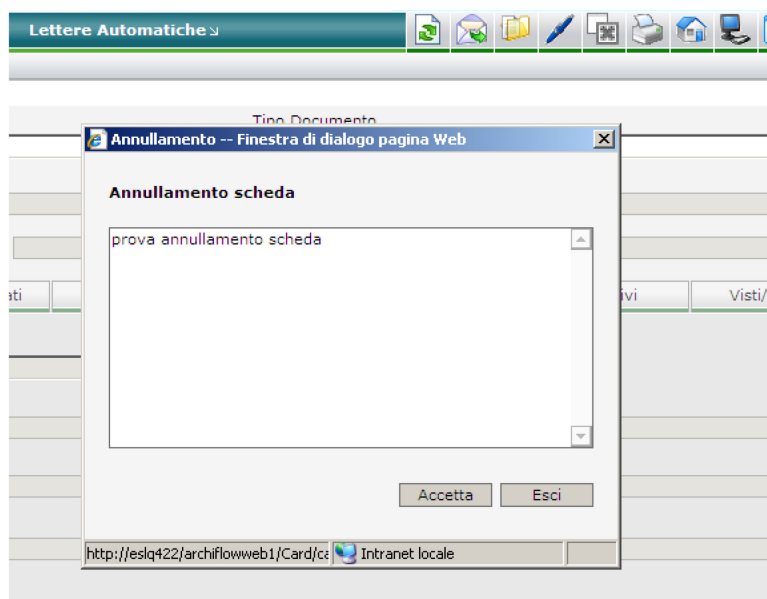 Lettere Automatiche
Tipo Documento
Annullamento -- Finestra di dialogo pagina Web
Annullamento scheda
prova annullamento scheda
ati
ivi
Visti/
Accetta
Esci
http://eslq422/archiflowweb1/Card/ca
Intranet locale